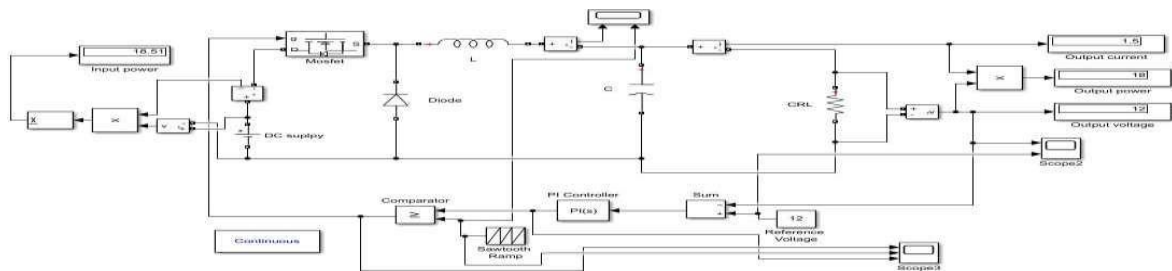 18.51
Input power
Mosfet
S
L
Diode
C
CRL
DC suplpy
1.5
Output current
18
Output power
12
Output voltage
Scope2
X
×
×
Comparator
≥
PI Controller
PI(s)
Sum
12
Reference
Voltage
Continuous
Sawtooth
Ramp
Scope3